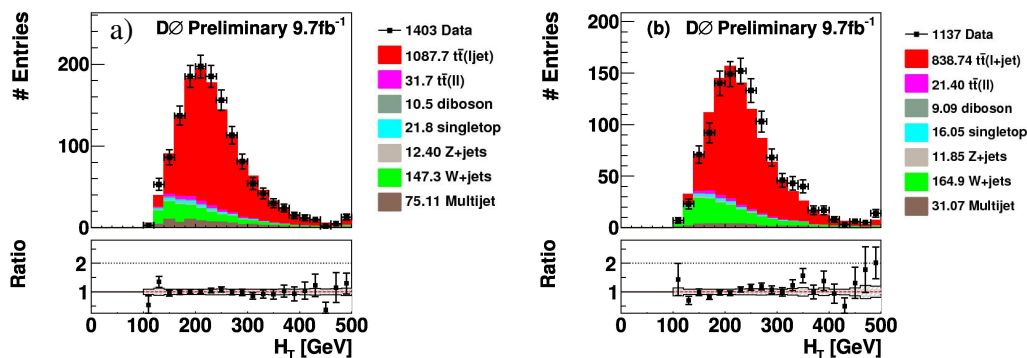 a) DØ Preliminary 9.7fb⁻¹
# Entries
200
100
0
1403 Data
1087.7 tt̄(ljet)
31.7 tt̄(ll)
10.5 diboson
21.8 singletop
12.40 Z+jets
147.3 W+jets
75.11 Multijet
Ratio
2
1
0 100 200 300 400 500
H_T [GeV]
(b) DØ Preliminary 9.7fb⁻¹
# Entries
200
150
100
50
0
1137 Data
838.74 tt̄(l+jet)
21.40 tt̄(ll)
9.09 diboson
16.05 singletop
11.85 Z+jets
164.9 W+jets
31.07 Multijet
Ratio
2
1
0 100 200 300 400 500
H_T [GeV]